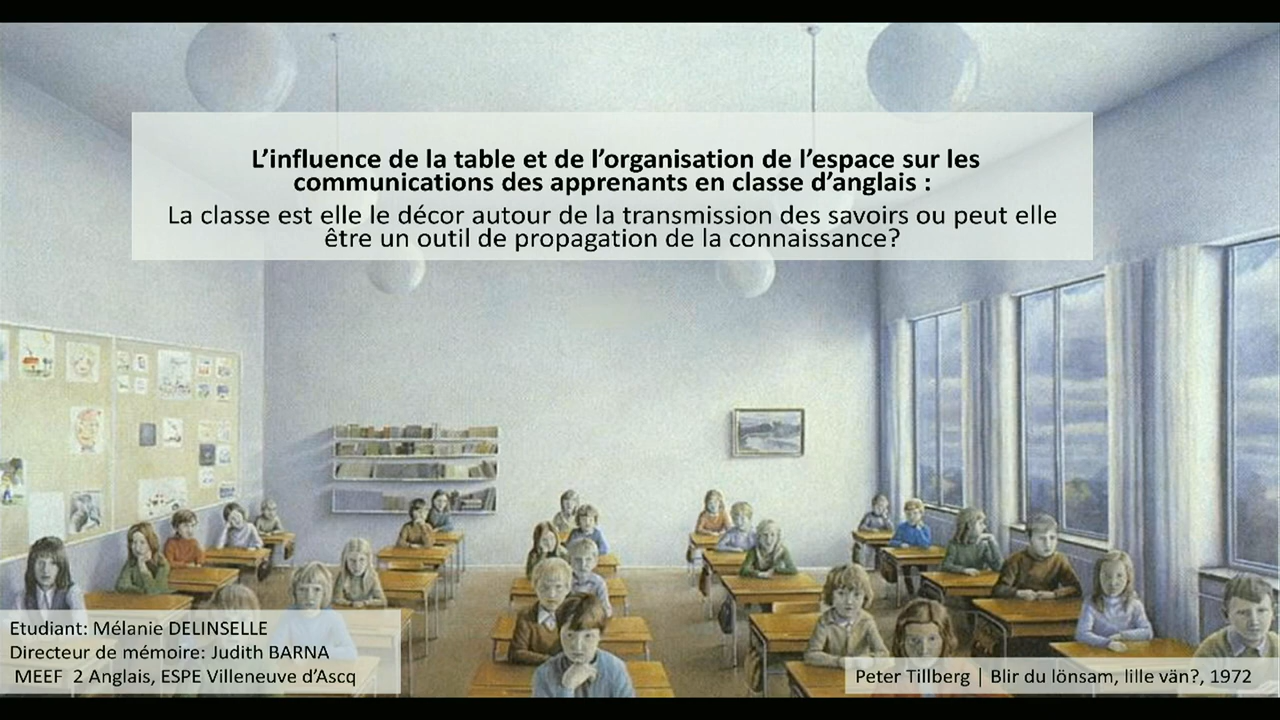 L’influence de la table et de l’organisation de l’espace sur les
communications des apprenants en classe d’anglais :
La classe est elle le décor autour de la transmission des savoirs ou peut elle
être un outil de propagation de la connaissance?
Etudiant: Mélanie DELINSELLE
Directeur de mémoire: Judith BARNA
MEEF 2 Anglais, ESPE Villeneuve d’Ascq
Peter Tillberg | Blir du lönsam, lille vän?, 1972